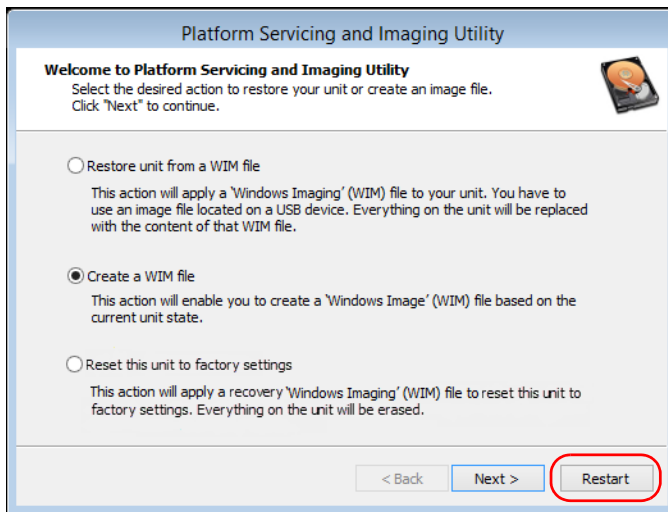 Platform Servicing and Imaging Utility
Welcome to Platform Servicing and Imaging Utility
Select the desired action to restore your unit or create an image file.
Click "Next" to continue.
Restore unit from a WIM file
This action will apply a 'Windows Imaging' (WIM) file to your unit. You have to
use an image file located on a USB device. Everything on the unit will be replaced
with the content of that WIM file.
Create a WIM file
This action will enable you to create a 'Windows Image' (WIM) file based on the
current unit state.
Reset this unit to factory settings
This action will apply a recovery 'Windows Imaging' (WIM) file to reset this unit to
factory settings. Everything on the unit will be erased.
< Back Next > Restart